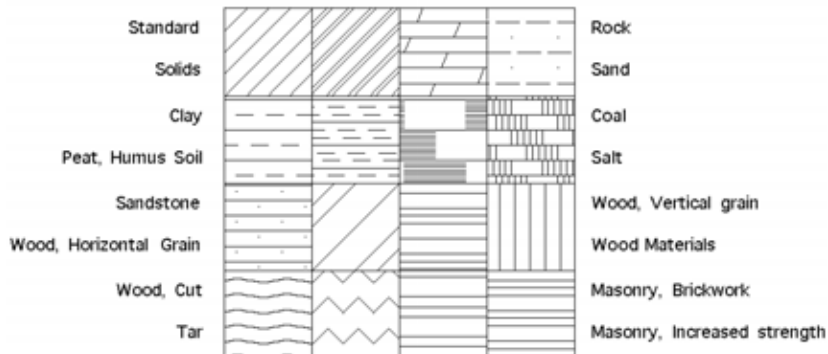 Standard
Rock
Solids
Sand
Clay
Coal
Peat, Humus Soil
Salt
Sandstone
Wood, Vertical grain
Wood, Horizontal Grain
Wood Materials
Wood, Cut
Masonry, Brickwork
Tar
Masonry, Increased strength